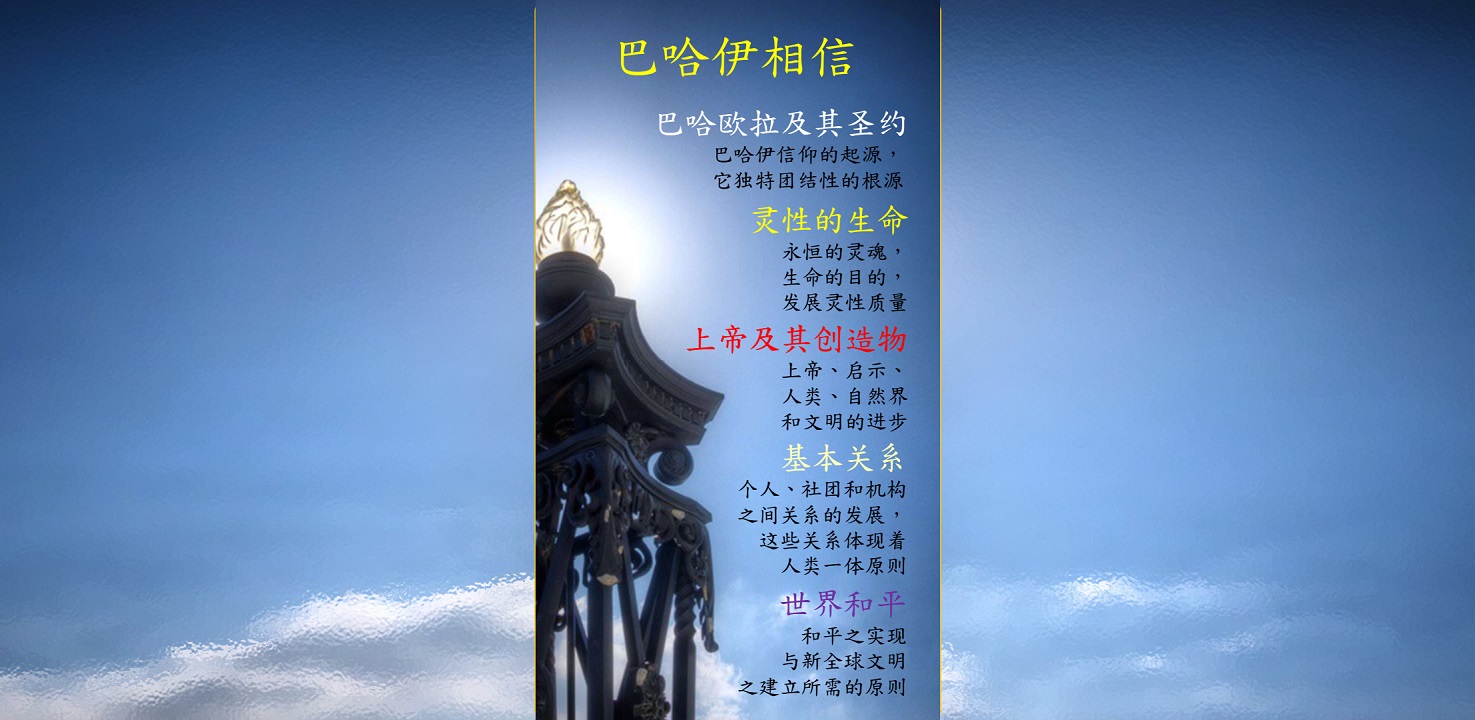 巴哈伊相信
巴哈欧拉及其圣约
巴哈伊信仰的起源，
它独特团结性的根源
灵性的生命
永恒的灵魂，
生命的目的，
发展灵性质量
上帝及其创造物
上帝、启示、
人类、自然界
和文明的进步
基本关系
个人、社团和机构
之间关系的发展，
这些关系体现着
人类一体原则
世界和平
和平之实现
与新全球文明
之建立所需的原则